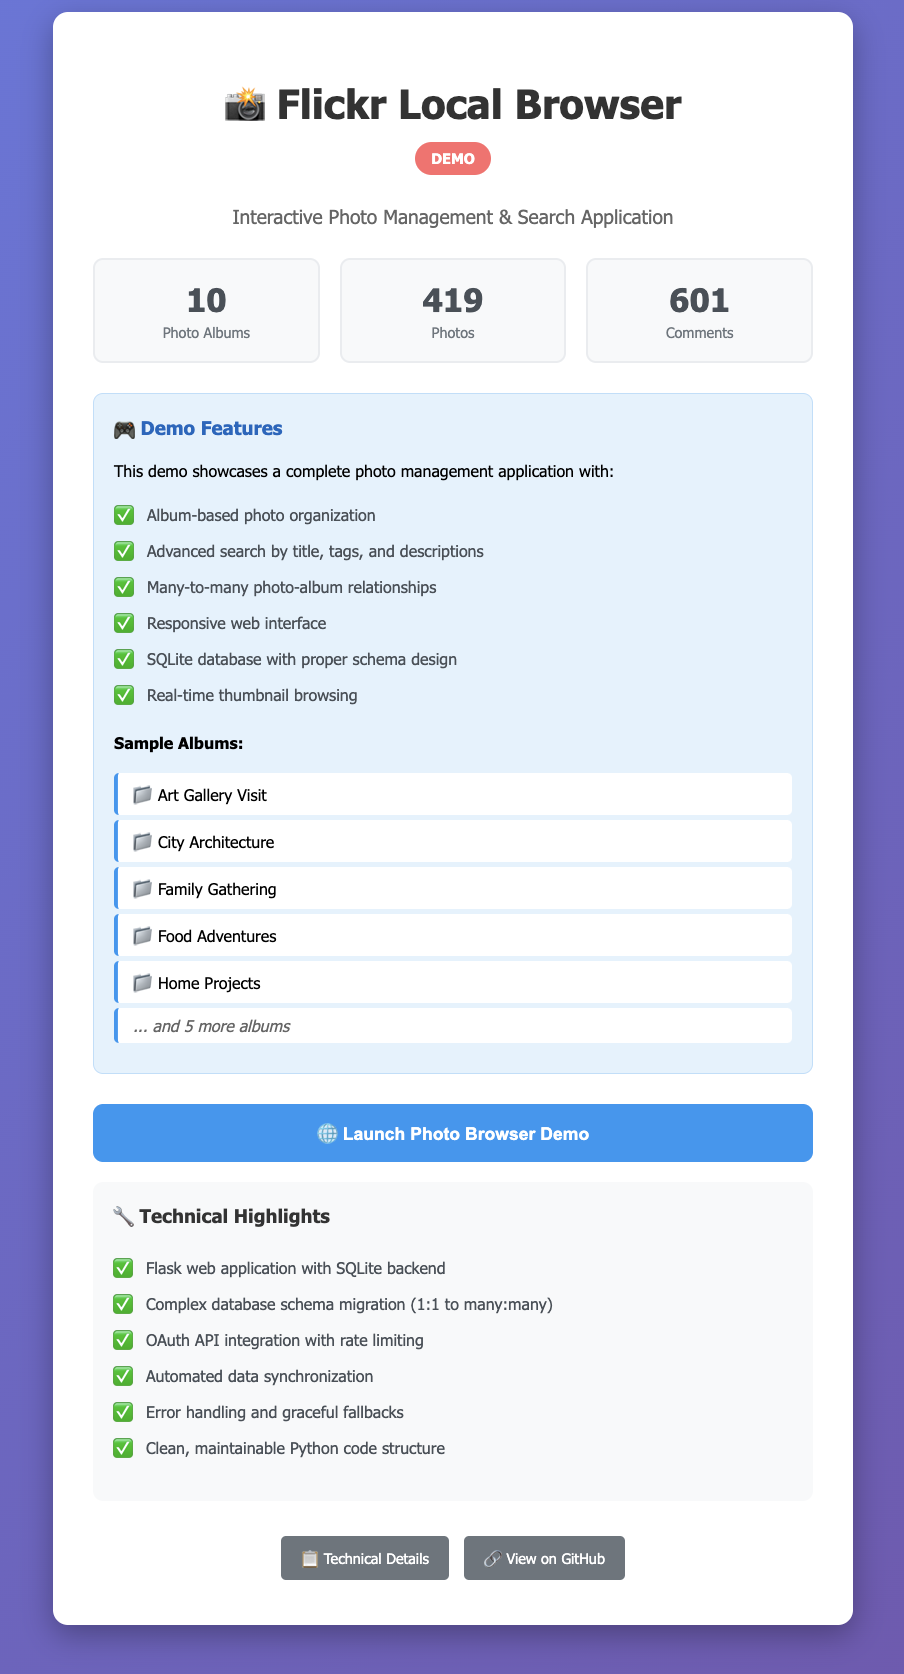 Flickr Local Browser
DEMO
Interactive Photo Management & Search Application
10
Photo Albums
419
Photos
601
Comments
Demo Features
This demo showcases a complete photo management application with:
Album-based photo organization
Advanced search by title, tags, and descriptions
Many-to-many photo-album relationships
Responsive web interface
SQLite database with proper schema design
Real-time thumbnail browsing
Sample Albums:
Art Gallery Visit
City Architecture
Family Gathering
Food Adventures
Home Projects
... and 5 more albums
Launch Photo Browser Demo
Technical Highlights
Flask web application with SQLite backend
Complex database schema migration (1:1 to many:many)
OAuth API integration with rate limiting
Automated data synchronization
Error handling and graceful fallbacks
Clean, maintainable Python code structure
Technical Details
View on GitHub